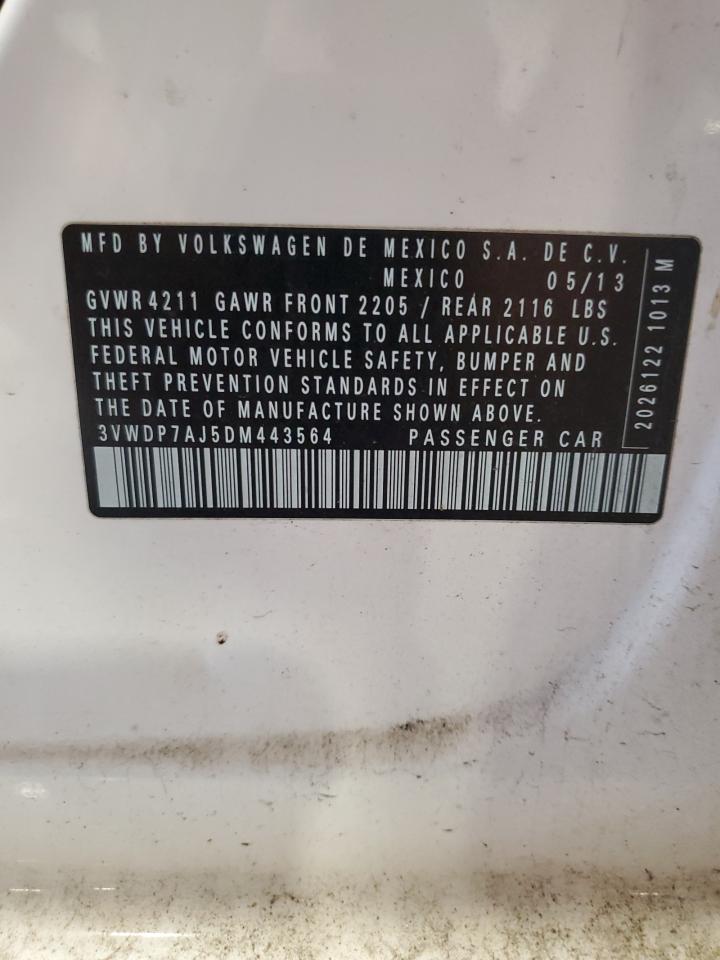 MFD BY VOLKSWAGEN DE MEXICO S.A. DE C.V.
MEXICO 05/13
GVWR 4211 GAWR FRONT 2205 / REAR 2116 LBS
THIS VEHICLE CONFORMS TO ALL APPLICABLE U.S.
FEDERAL MOTOR VEHICLE SAFETY, BUMPER AND
THEFT PREVENTION STANDARDS IN EFFECT ON
THE DATE OF MANUFACTURE SHOWN ABOVE.
3VWDP7AJ5DM443564 PASSENGER CAR
2026122 1013 M